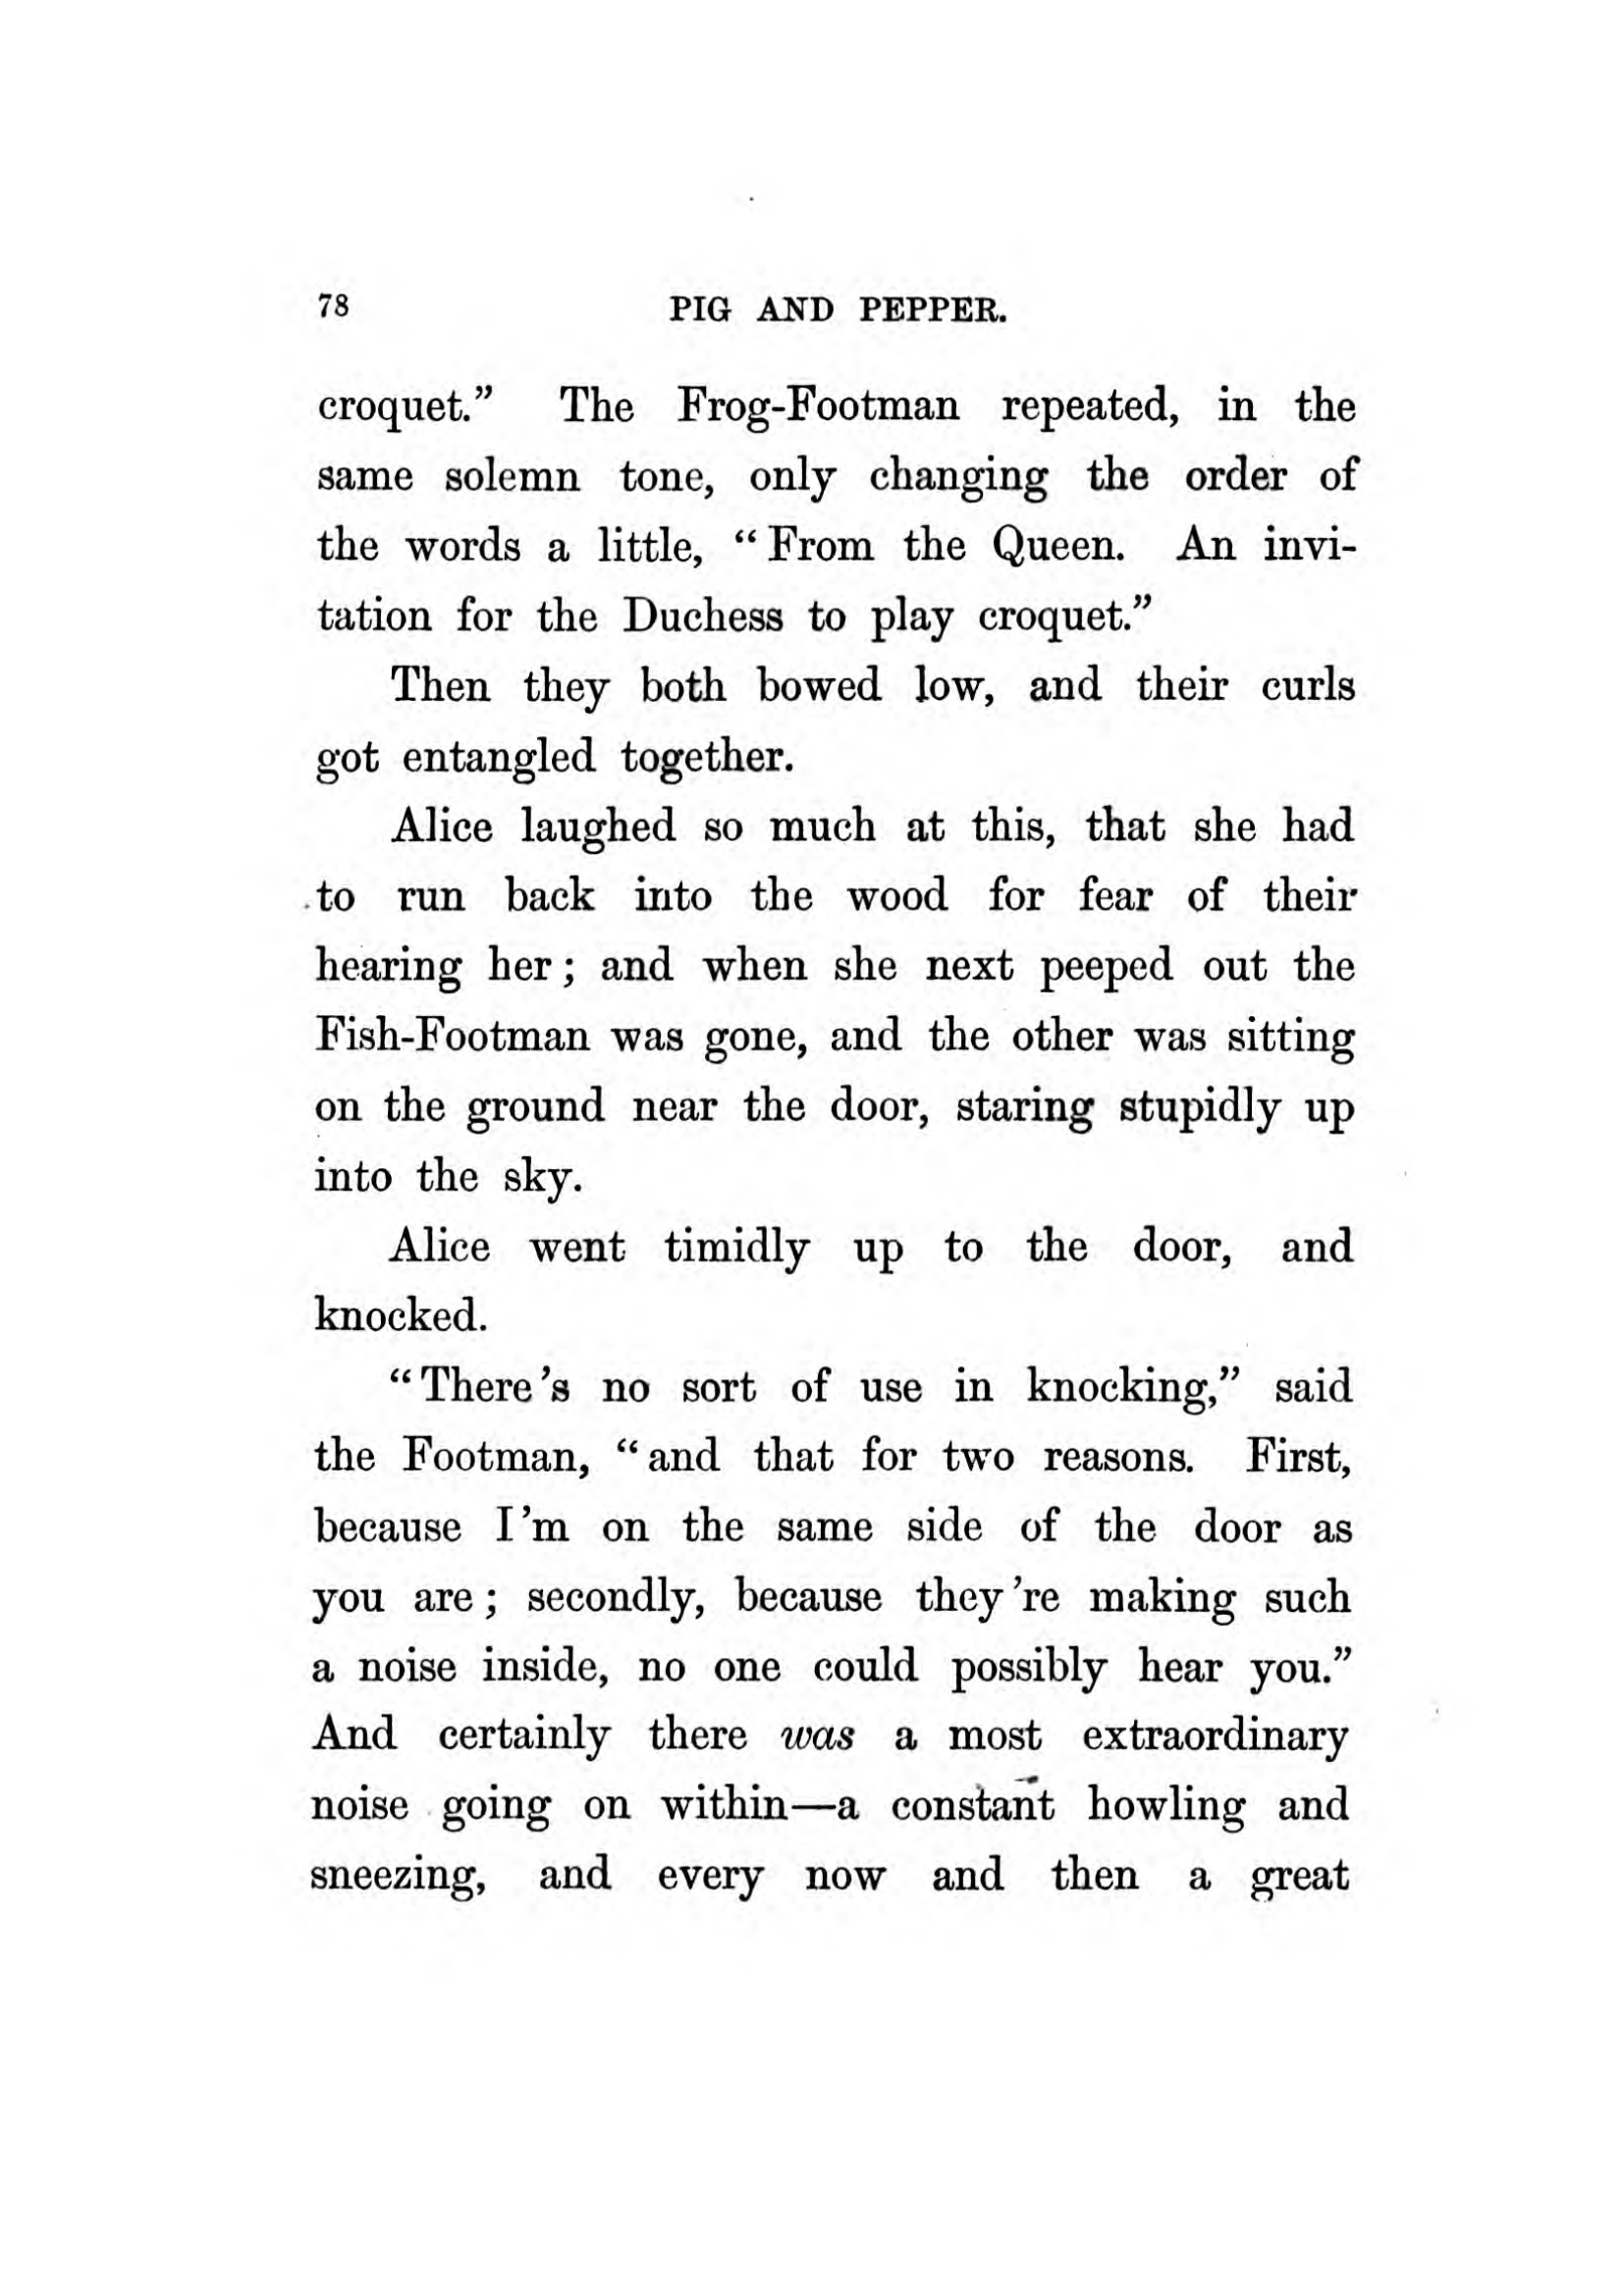 78 PIG AND PEPPER.
croquet.” The Frog-Footman repeated, in the
same solemn tone, only changing the order of
the words a little, “From the Queen. An invi-
tation for the Duchess to play croquet.”
Then they both bowed low, and their curls
got entangled together.
Alice laughed so much at this, that she had
to run back into the wood for fear of their
hearing her; and when she next peeped out the
Fish-Footman was gone, and the other was sitting
on the ground near the door, staring stupidly up
into the sky.
Alice went timidly up to the door, and
knocked.
“There's no sort of use in knocking,” said
the Footman, “and that for two reasons. First,
because I'm on the same side of the door as
you are; secondly, because they're making such
a noise inside, no one could possibly hear you.”
And certainly there was a most extraordinary
noise going on within—a constant howling and
sneezing, and every now and then a great